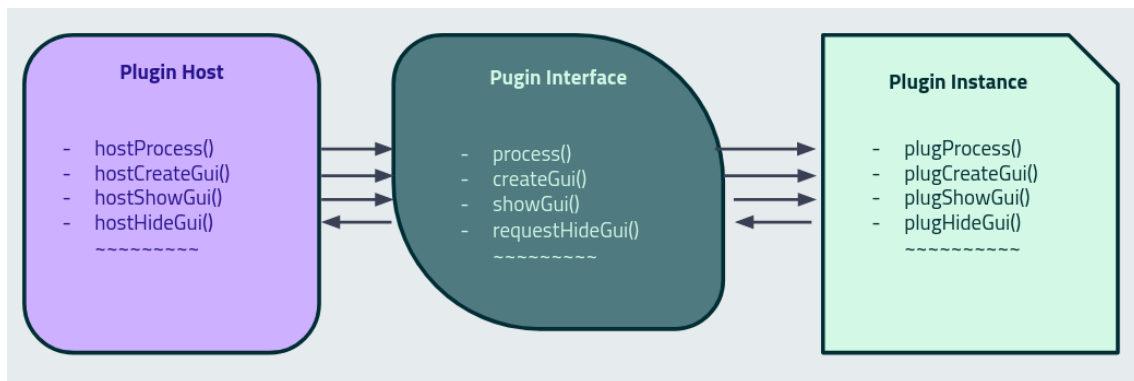 Plugin Host
- hostProcess()
- hostCreateGui()
- hostShowGui()
- hostHideGui()
~~~~~~~~~
Pugin Interface
- process()
- createGui()
- showGui()
- requestHideGui()
~~~~~~~~~
Plugin Instance
- plugProcess()
- plugCreateGui()
- plugShowGui()
- plugHideGui()
~~~~~~~~~~